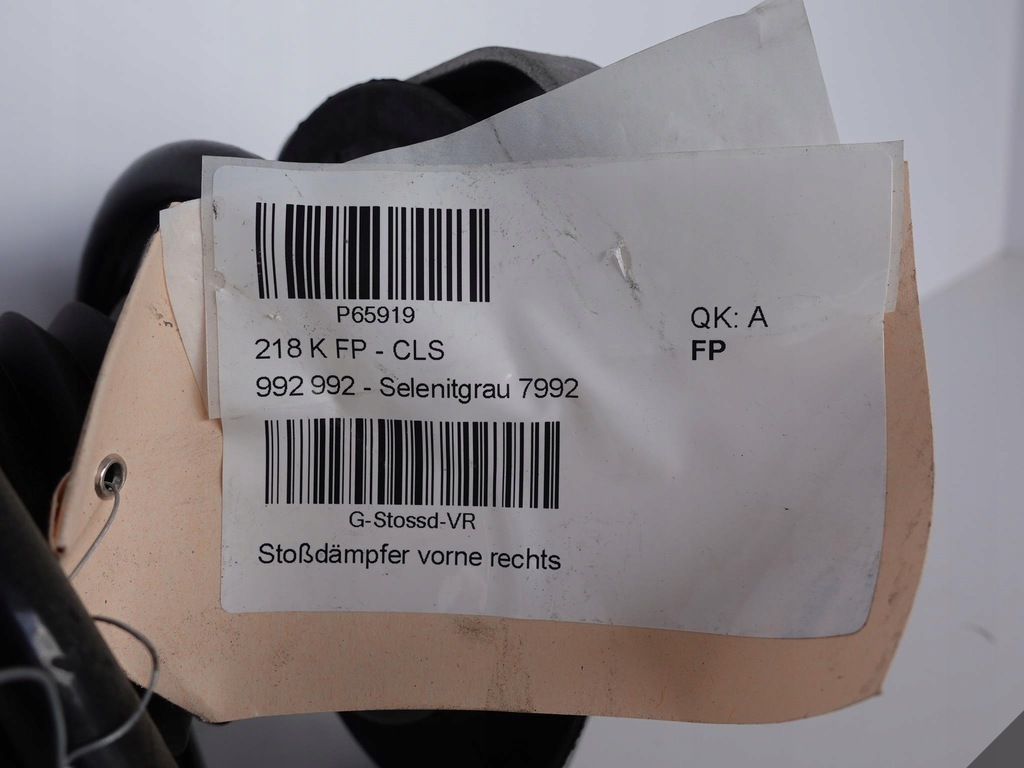 P65919
218 K FP - CLS
992 992 - Selenitgrau 7992
QK: A
FP
G-Stossd-VR
Stoßdämpfer vorne rechts